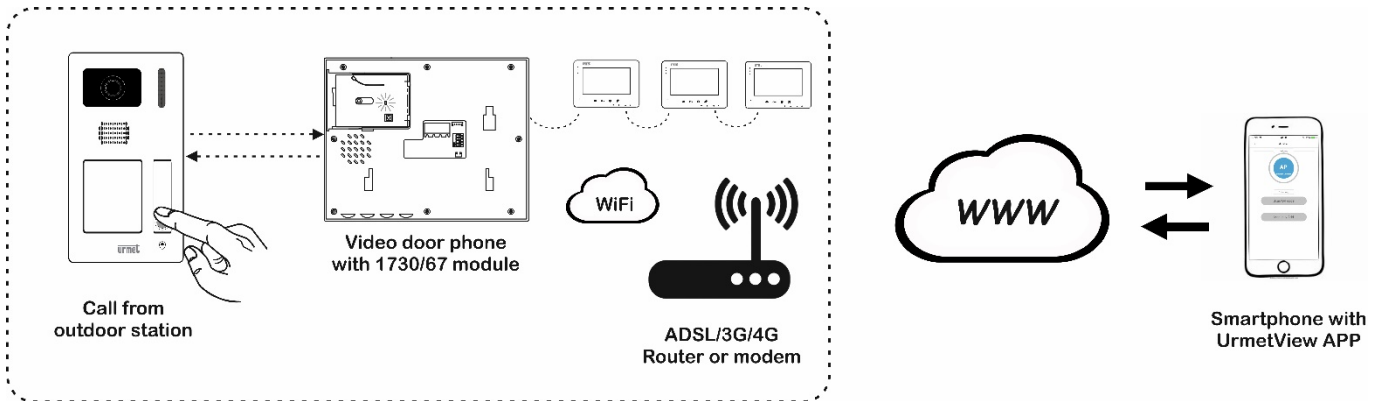 urmet
Call from
outdoor station
Video door phone
with 1730/67 module
WiFi
ADSL/3G/4G
Router or modem
WWW
AP
Smartphone with
UrmetView APP